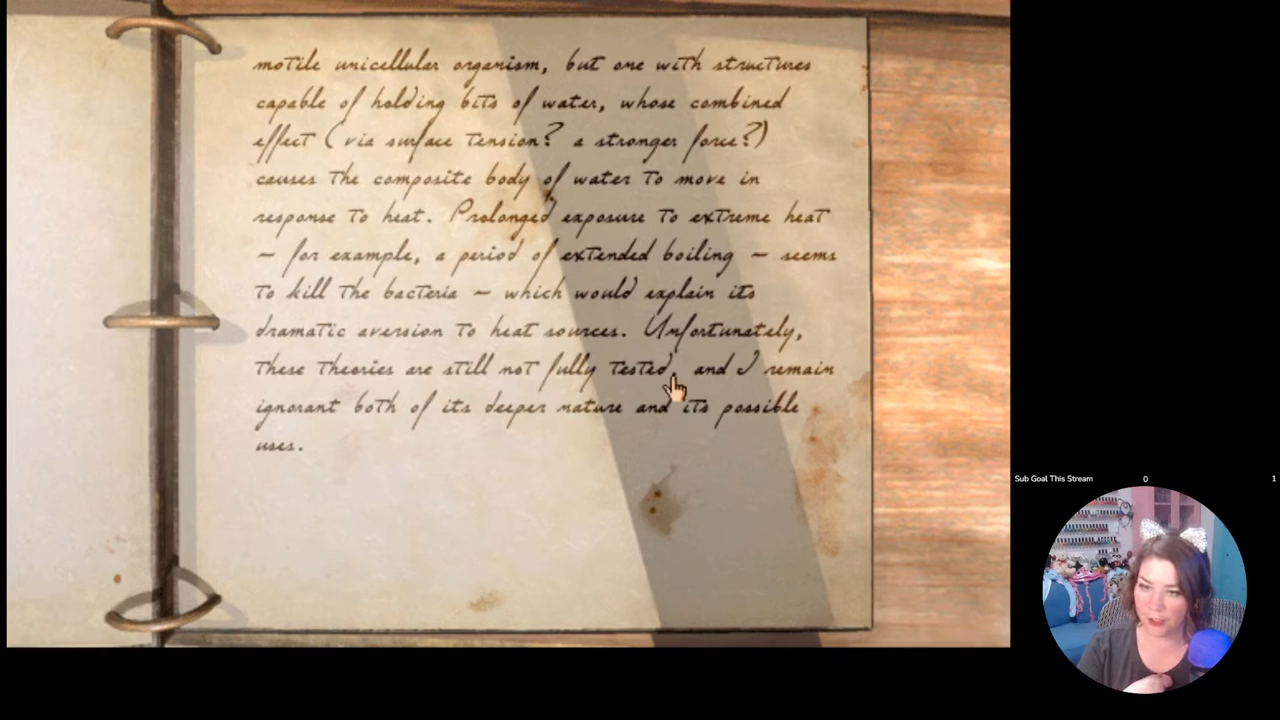 motile unicellular organism, but one with structures
capable of holding bits of water, whose combined
effect (via surface tension? a stronger force?)
causes the composite body of water to move in
response to heat. Prolonged exposure to extreme heat
— for example, a period of extended boiling — seems
to kill the bacteria — which would explain its
dramatic aversion to heat sources. Unfortunately,
these theories are still not fully tested, and I remain
ignorant both of its deeper nature and its possible
uses.
Sub Goal This Stream 0 1